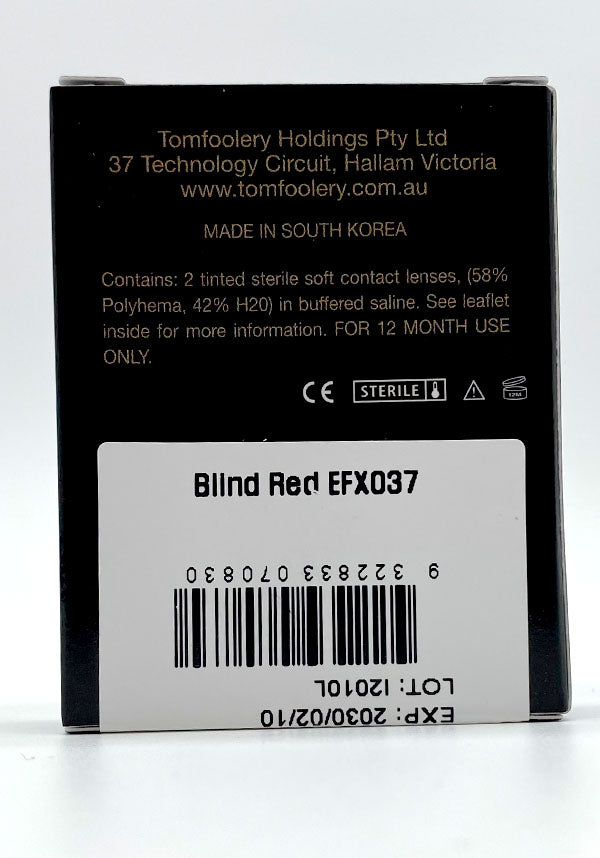 Tomfoolery Holdings Pty Ltd
37 Technology Circuit, Hallam Victoria
www.tomfoolery.com.au
MADE IN SOUTH KOREA
Contains: 2 tinted sterile soft contact lenses, (58%
Polyhema, 42% H20) in buffered saline. See leaflet
inside for more information. FOR 12 MONTH USE
ONLY.
CE STERILE 12M
Blind Red EFX037
9 322833 070830
LOT: I2010L
EXP: 2030/02/10